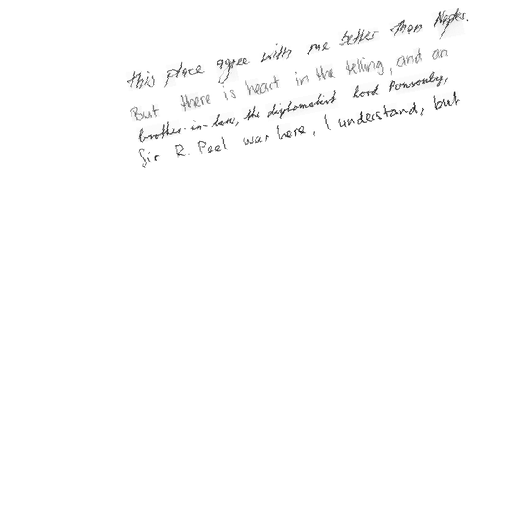 this place agree with me better than Naples.
But there is heart in the telling, and an
brother-in-law, the diplomatist Lord Ponsonby,
Sir R. Peel was here, I understand, but